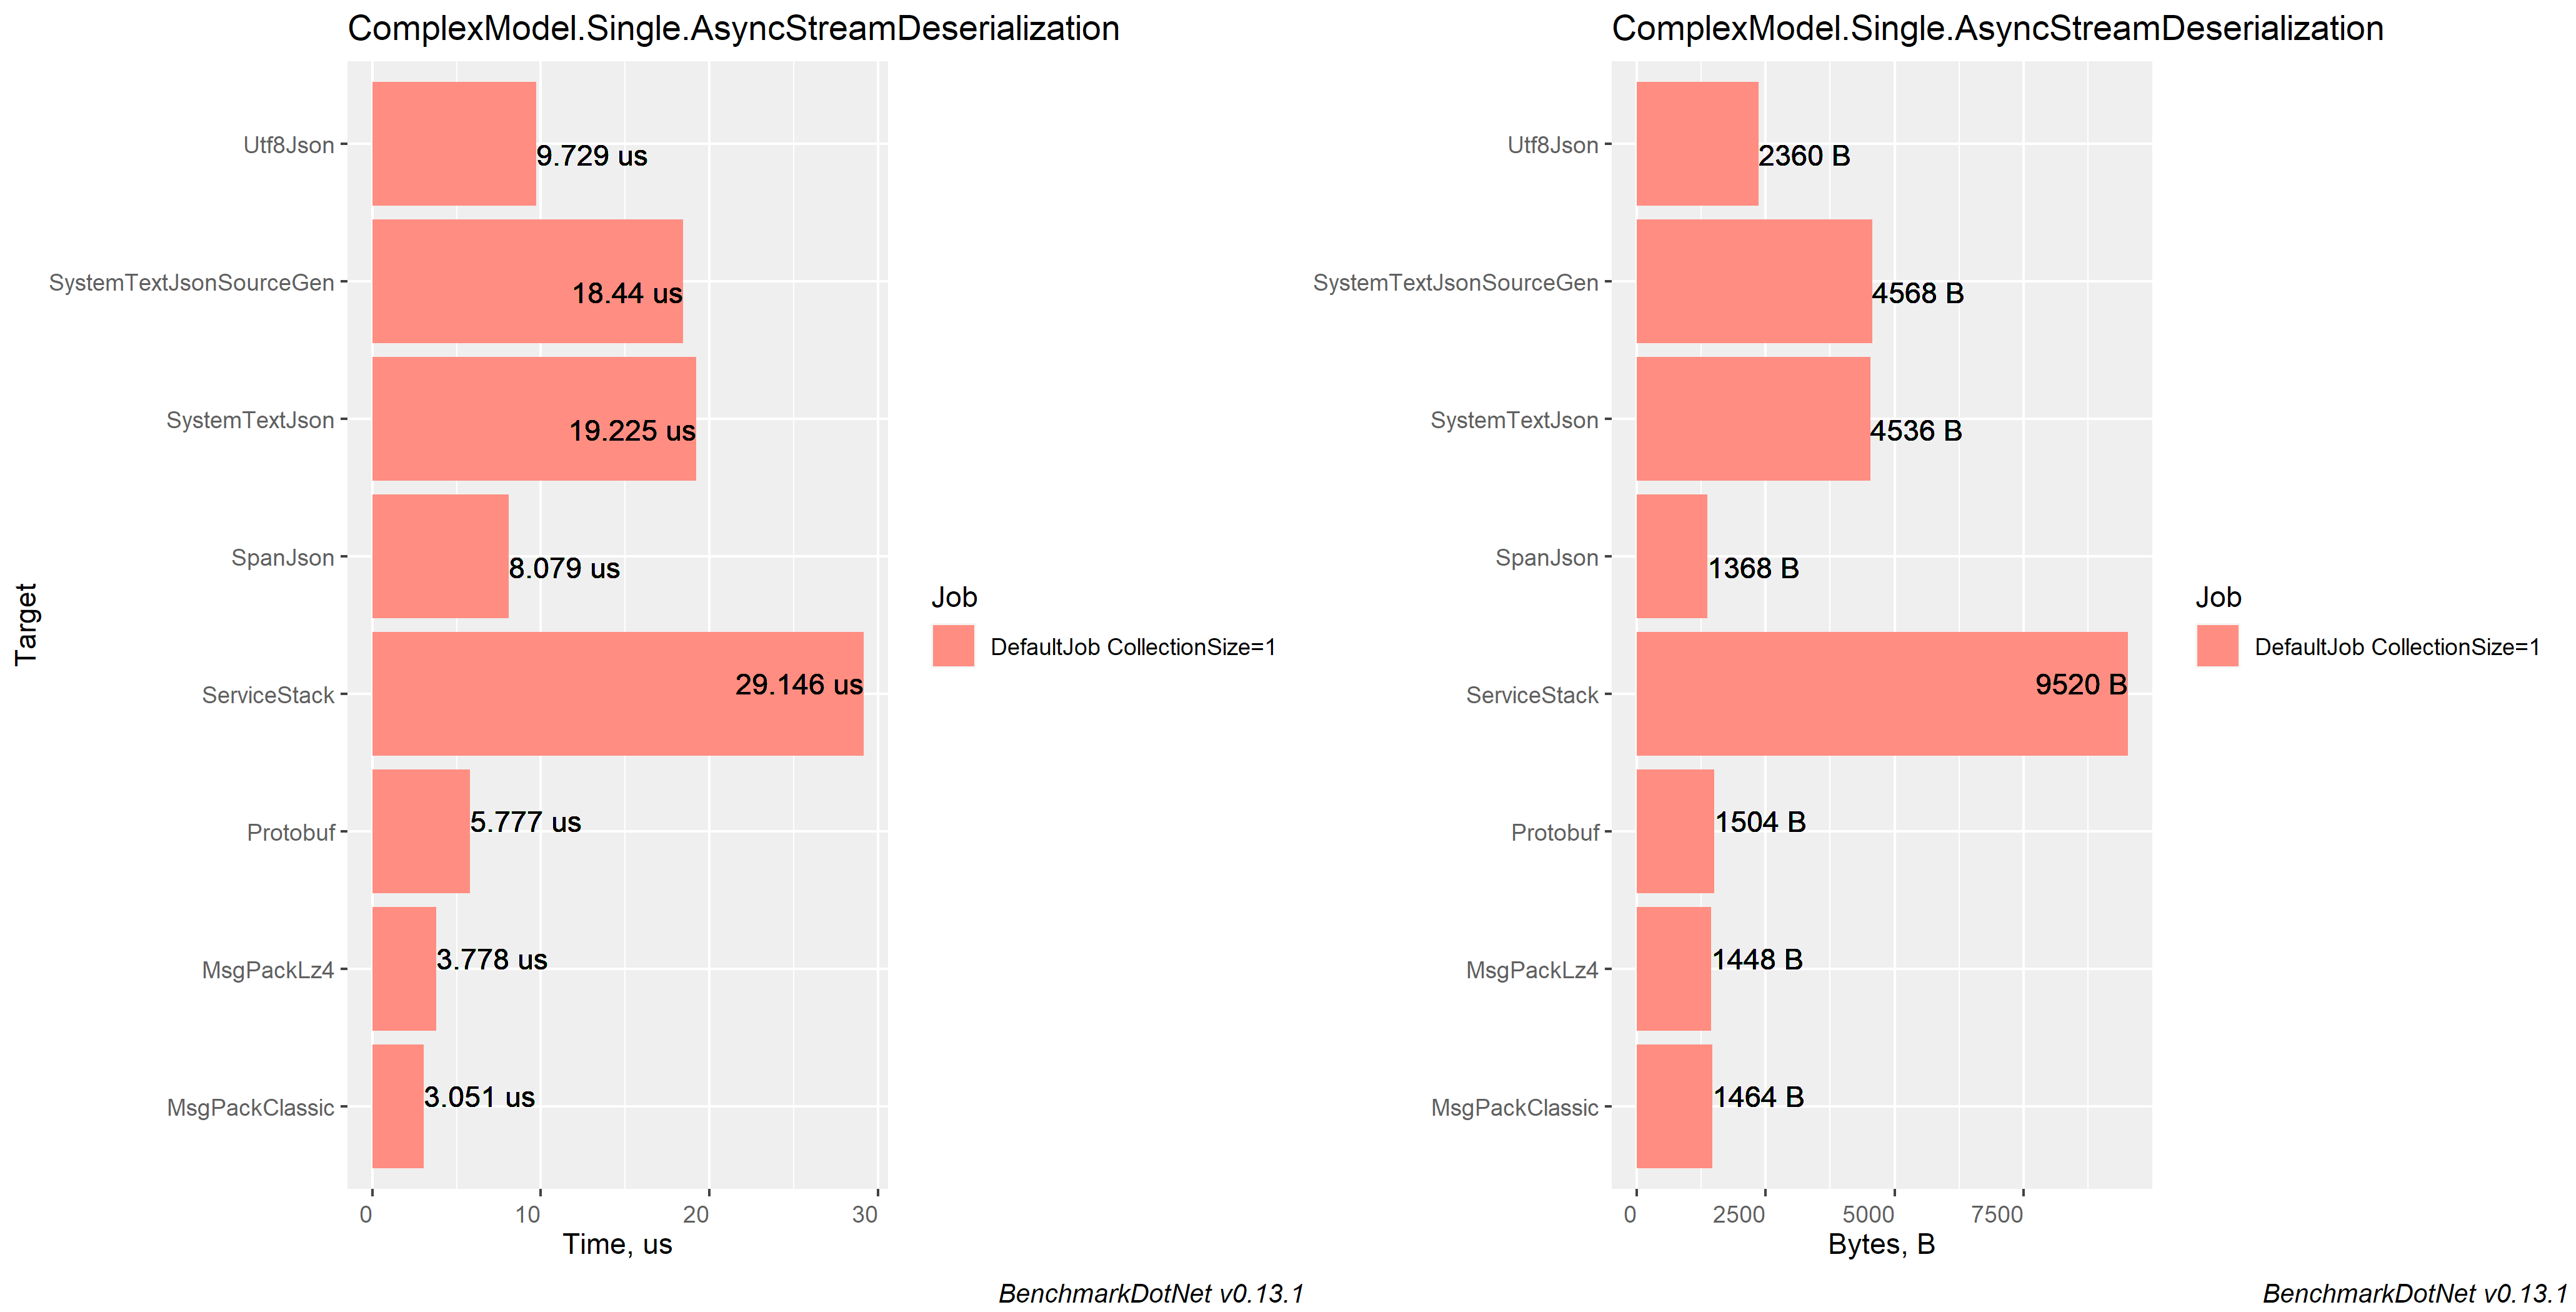 ComplexModel.Single.AsyncStreamDeserialization
Target
Utf8Json
9.729 us
SystemTextJsonSourceGen
18.44 us
SystemTextJson
19.225 us
SpanJson
8.079 us
ServiceStack
29.146 us
Protobuf
5.777 us
MsgPackLz4
3.778 us
MsgPackClassic
3.051 us
0 10 20 30
Time, us
Job
DefaultJob CollectionSize=1
BenchmarkDotNet v0.13.1
ComplexModel.Single.AsyncStreamDeserialization
Utf8Json
2360 B
SystemTextJsonSourceGen
4568 B
SystemTextJson
4536 B
SpanJson
1368 B
ServiceStack
9520 B
Protobuf
1504 B
MsgPackLz4
1448 B
MsgPackClassic
1464 B
0 2500 5000 7500
Bytes, B
Job
DefaultJob CollectionSize=1
BenchmarkDotNet v0.13.1